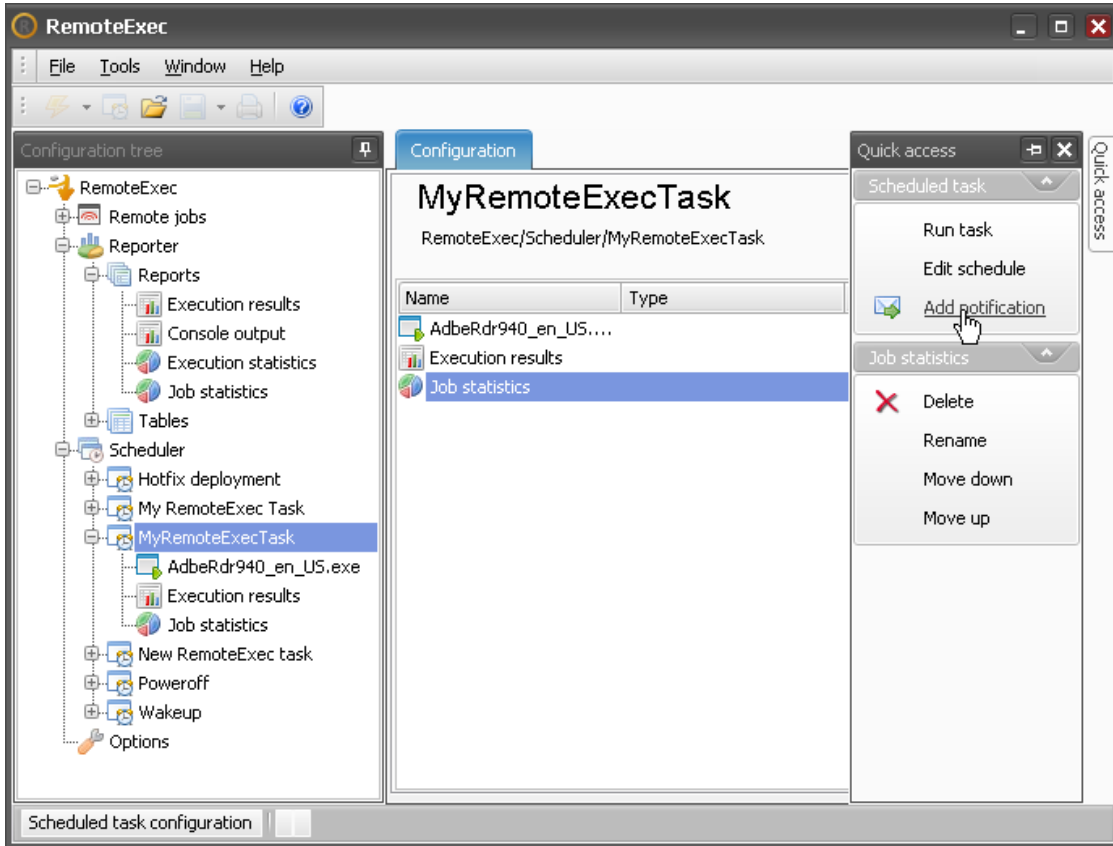 RemoteExec
File Tools Window Help
Configuration tree
RemoteExec
Remote jobs
Reporter
Reports
Execution results
Console output
Execution statistics
Job statistics
Tables
Scheduler
Hotfix deployment
My RemoteExec Task
MyRemoteExecTask
AdbeRdr940_en_US.exe
Execution results
Job statistics
New RemoteExec task
Poweroff
Wakeup
Options
Configuration
MyRemoteExecTask
RemoteExec/Scheduler/MyRemoteExecTask
Name Type
AdbeRdr940_en_US....
Execution results
Job statistics
Quick access
Scheduled task
Run task
Edit schedule
Add notification
Job statistics
Delete
Rename
Move down
Move up
Quick access
Scheduled task configuration